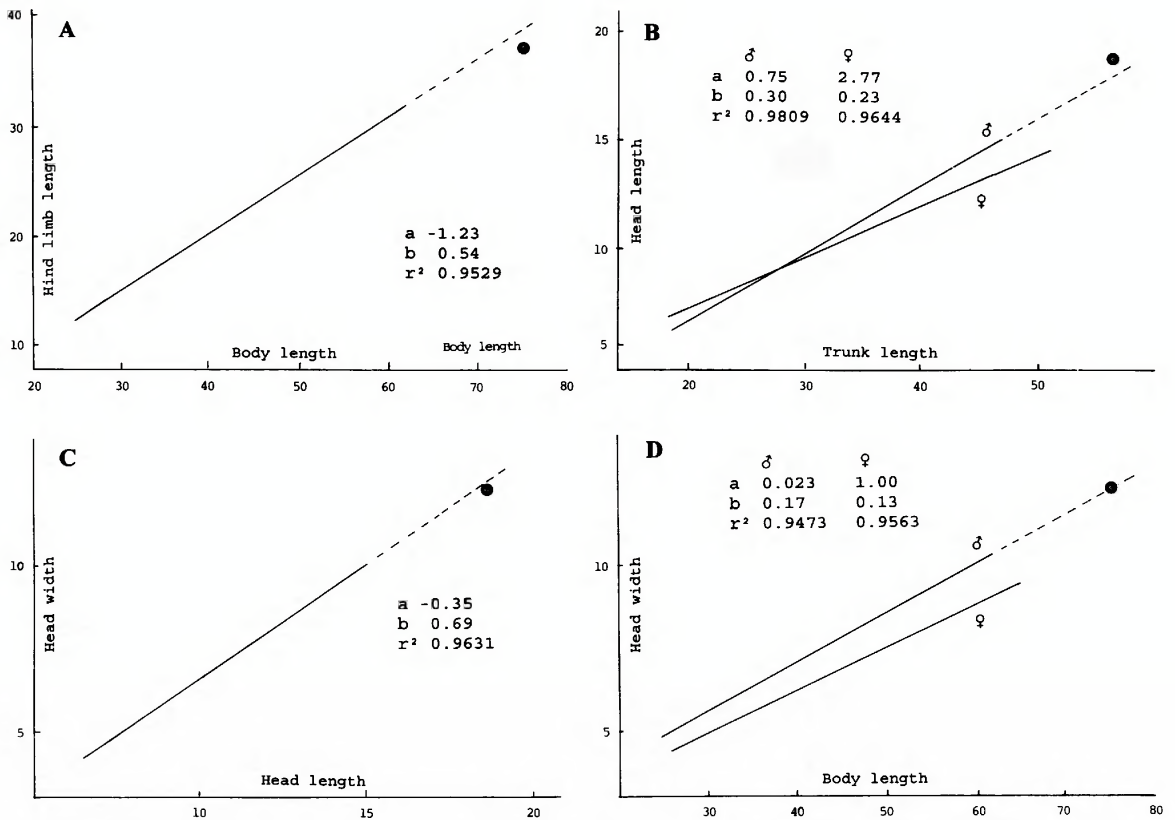 A
40
30
20
10
Hind limb length
a -1.23
b 0.54
r² 0.9529
Body length
Body length
20 30 40 50 60 70 80
B
20
15
10
5
Head length
♂ ♀
a 0.75 2.77
b 0.30 0.23
r² 0.9809 0.9644
♂
♀
Trunk length
20 30 40 50
C
10
5
Head width
a -0.35
b 0.69
r² 0.9631
Head length
10 15 20
D
10
5
Head width
♂ ♀
a 0.023 1.00
b 0.17 0.13
r² 0.9473 0.9563
♂
♀
Body length
30 40 50 60 70 80